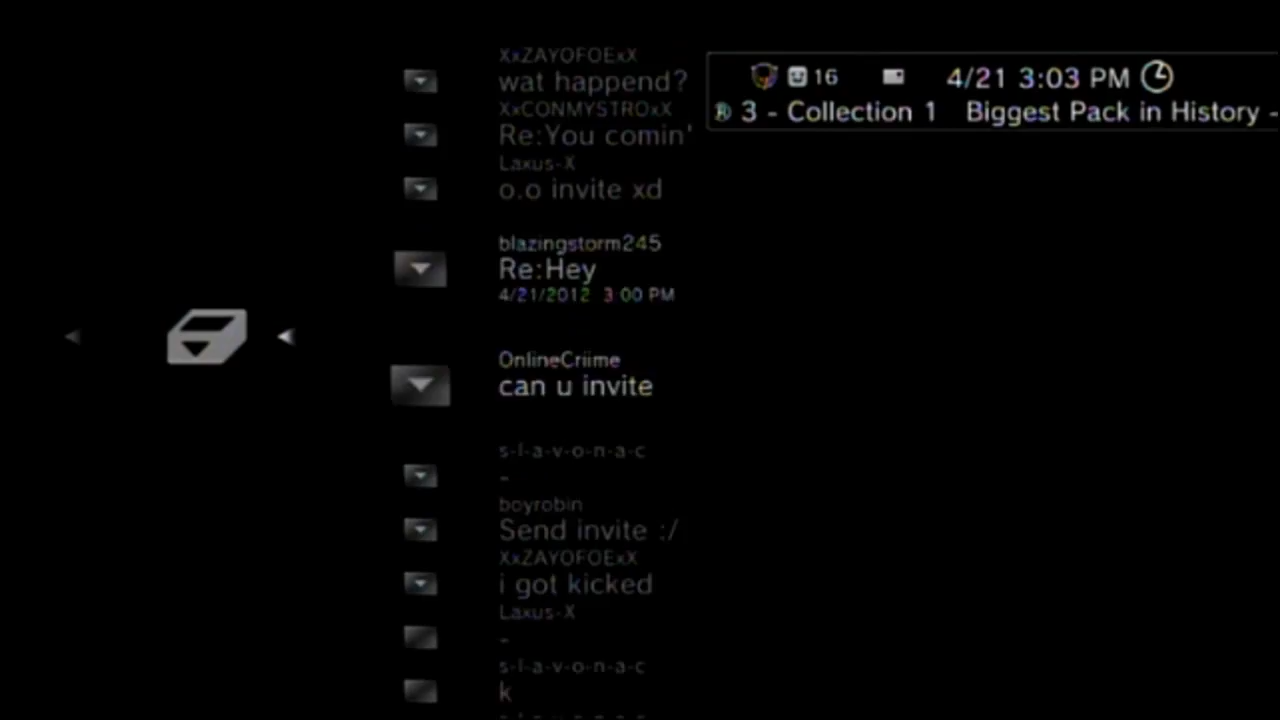 XxZAYOFOExX
wat happend?
XxCONMYSTROxX
Re:You comin'
Laxus-X
o.o invite xd
blazingstorm245
Re:Hey
4/21/2012 3:00 PM
OnlineCriime
can u invite
s-l-a-v-o-n-a-c
-
boyrobin
Send invite :/
XxZAYOFOExX
i got kicked
Laxus-X
-
s-l-a-v-o-n-a-c
k
16 4/21 3:03 PM
3 - Collection 1 Biggest Pack in History -